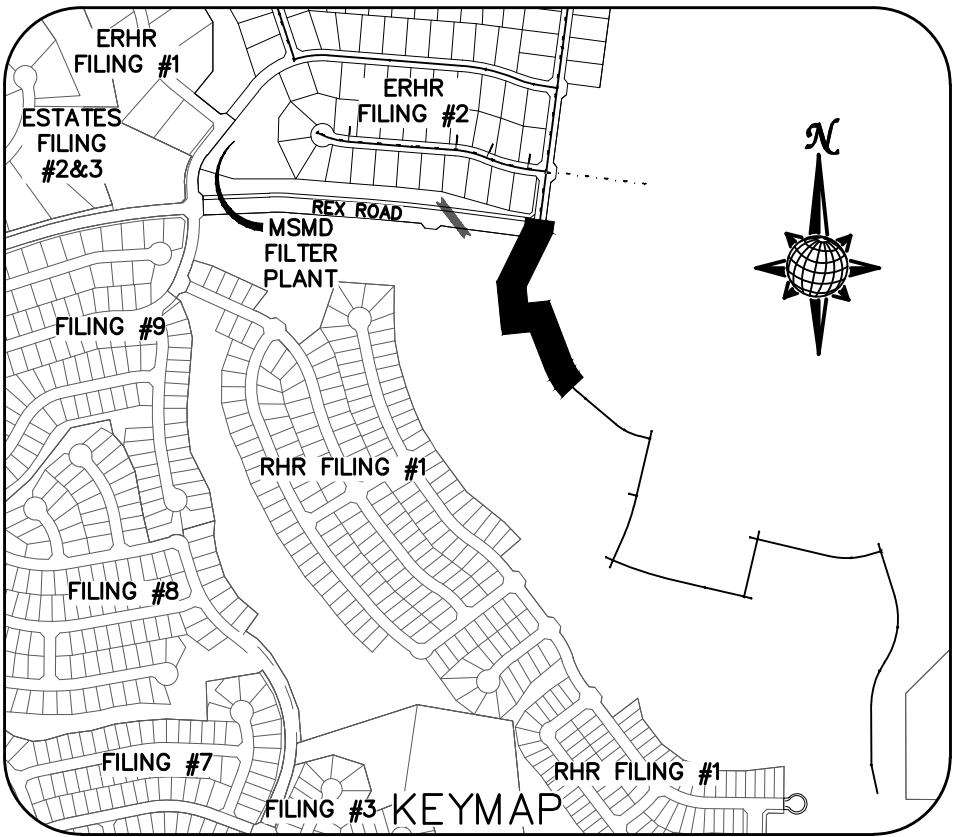 ERHR
FILING #1
ERHR
FILING #2
ESTATES
FILING
#2&3
N
REX ROAD
MSMD
FILTER
PLANT
FILING #9
RHR FILING #1
FILING #8
FILING #7
RHR FILING #1
FILING #3
KEYMAP